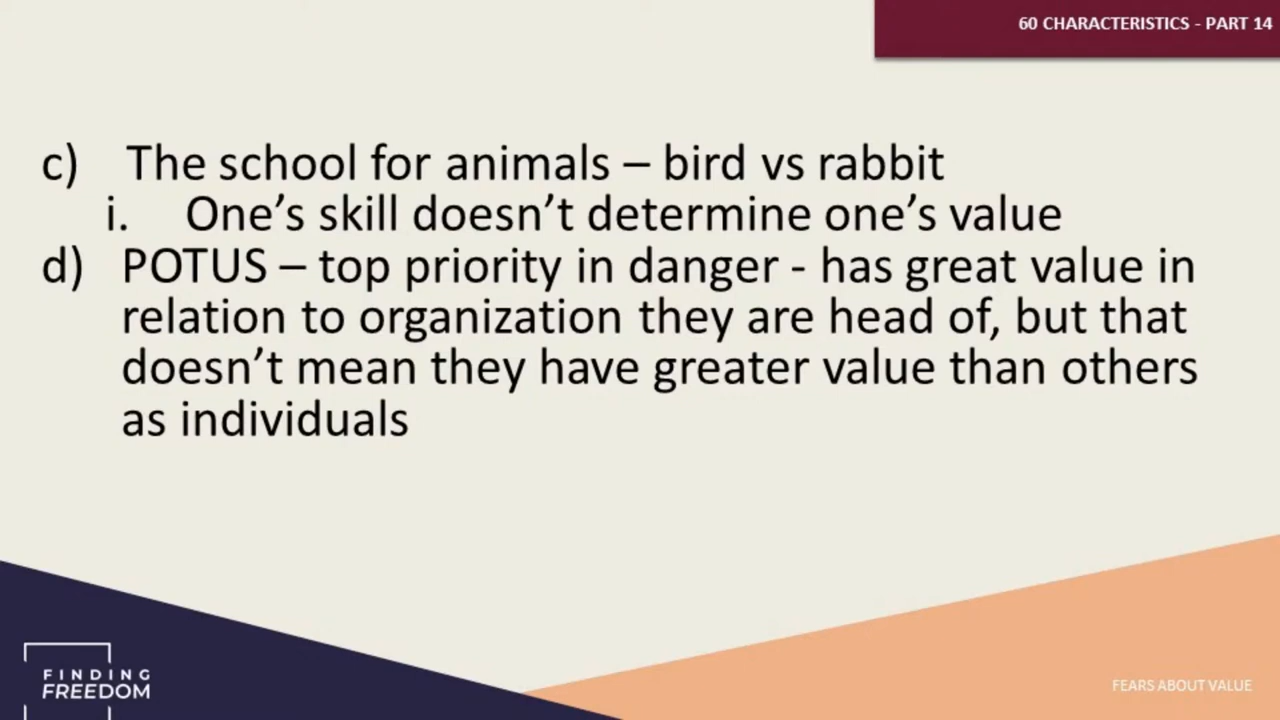 60 CHARACTERISTICS - PART 14
c) The school for animals – bird vs rabbit
i. One’s skill doesn’t determine one’s value
d) POTUS – top priority in danger - has great value in
relation to organization they are head of, but that
doesn’t mean they have greater value than others
as individuals
FINDING
FREEDOM
FEARS ABOUT VALUE